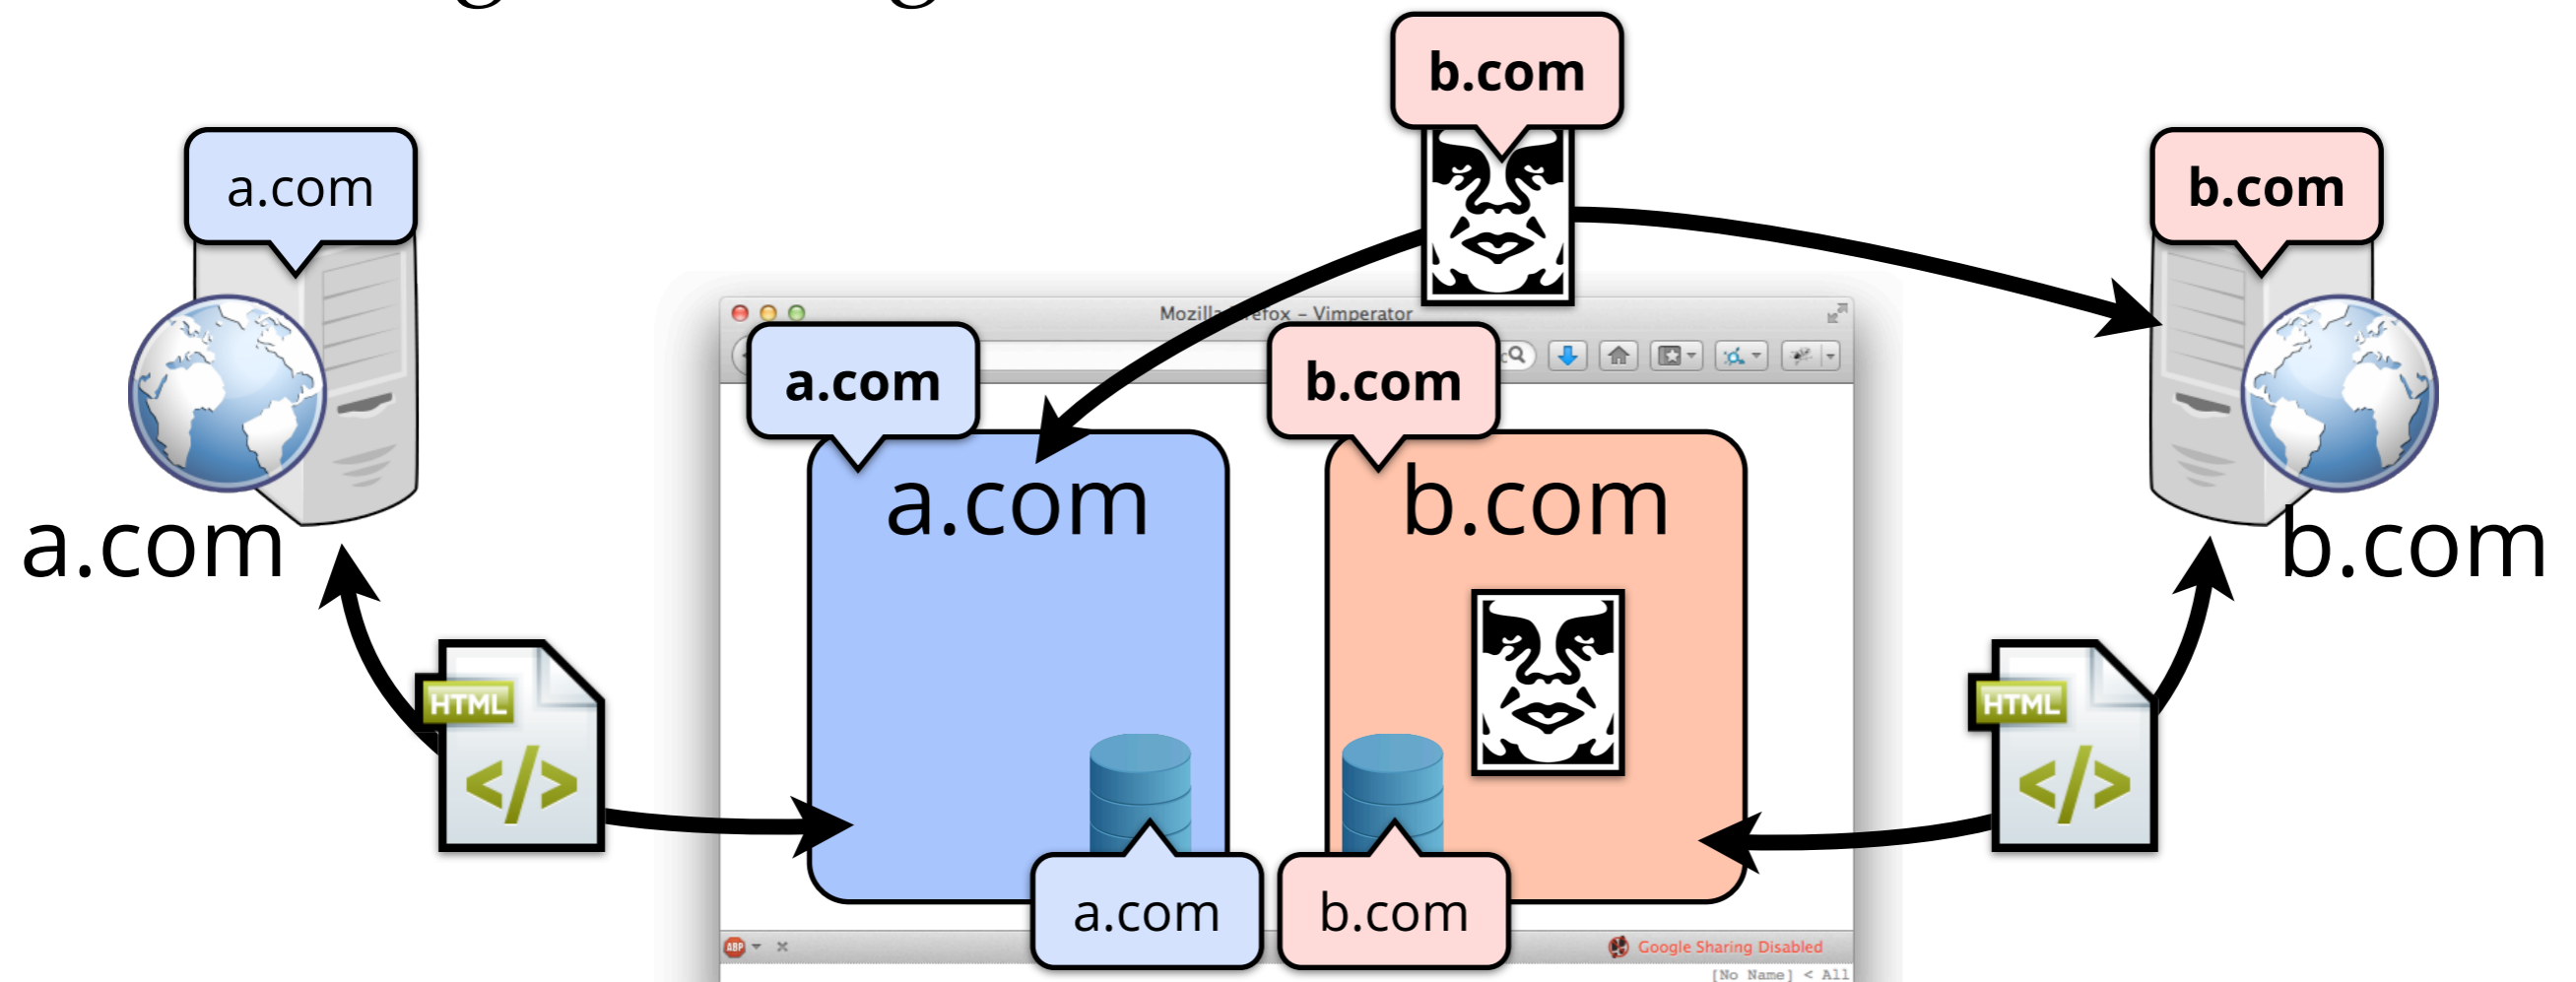 b.com
a.com
b.com
Mozilla Firefox – Vimperator
a.com
b.com
a.com
b.com
a.com
b.com
HTML
</>
HTML
</>
a.com
b.com
ABP
Google Sharing Disabled
[No Name] < All